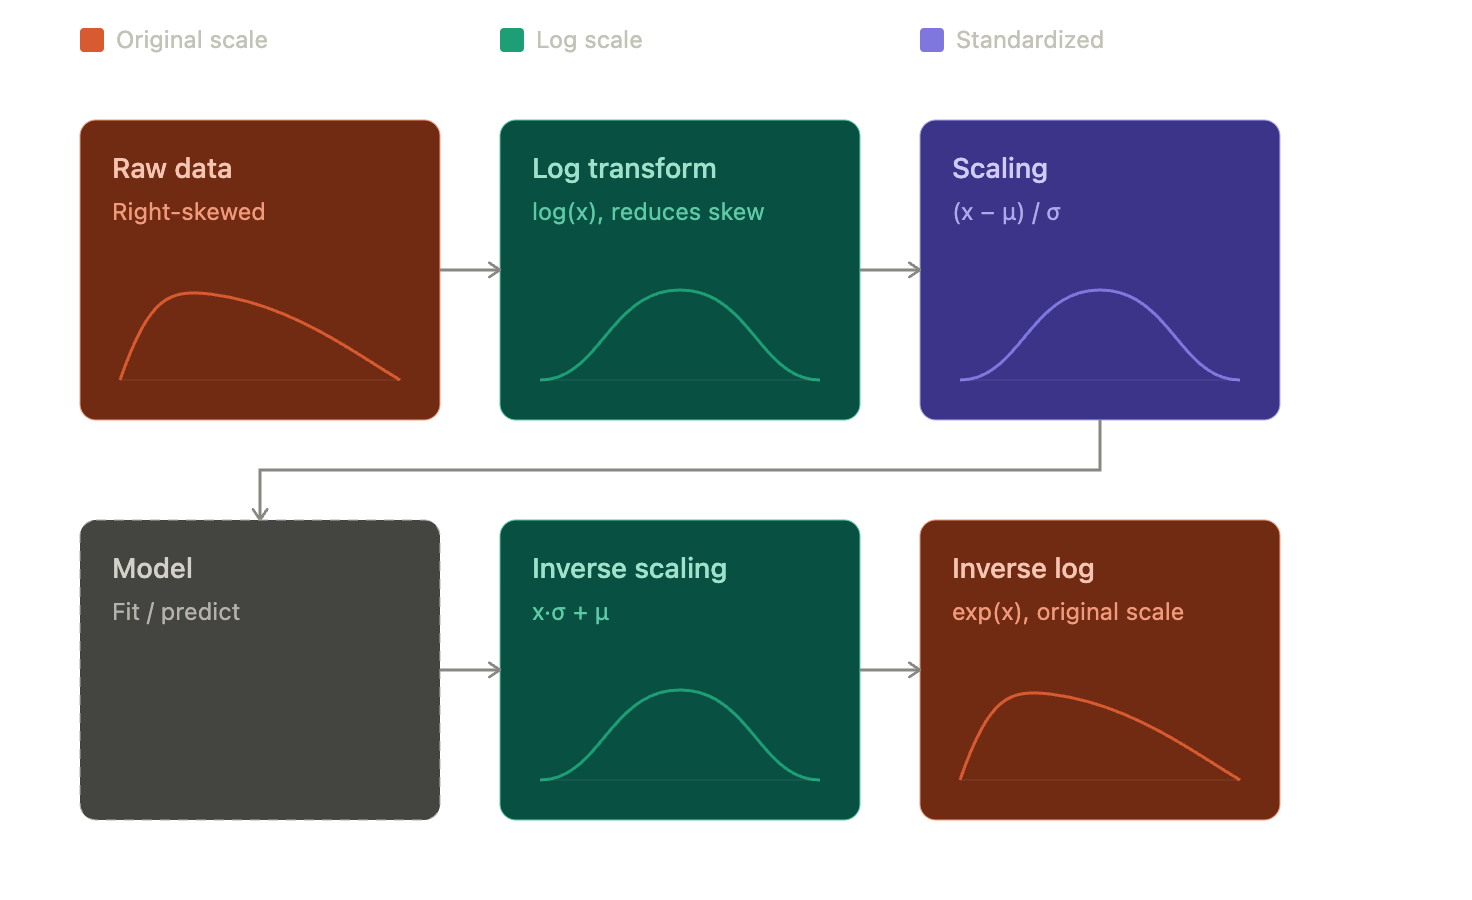 Original scale
Log scale
Standardized
Raw data
Right-skewed
Log transform
log(x), reduces skew
Scaling
(x − μ) / σ
Model
Fit / predict
Inverse scaling
x·σ + μ
Inverse log
exp(x), original scale